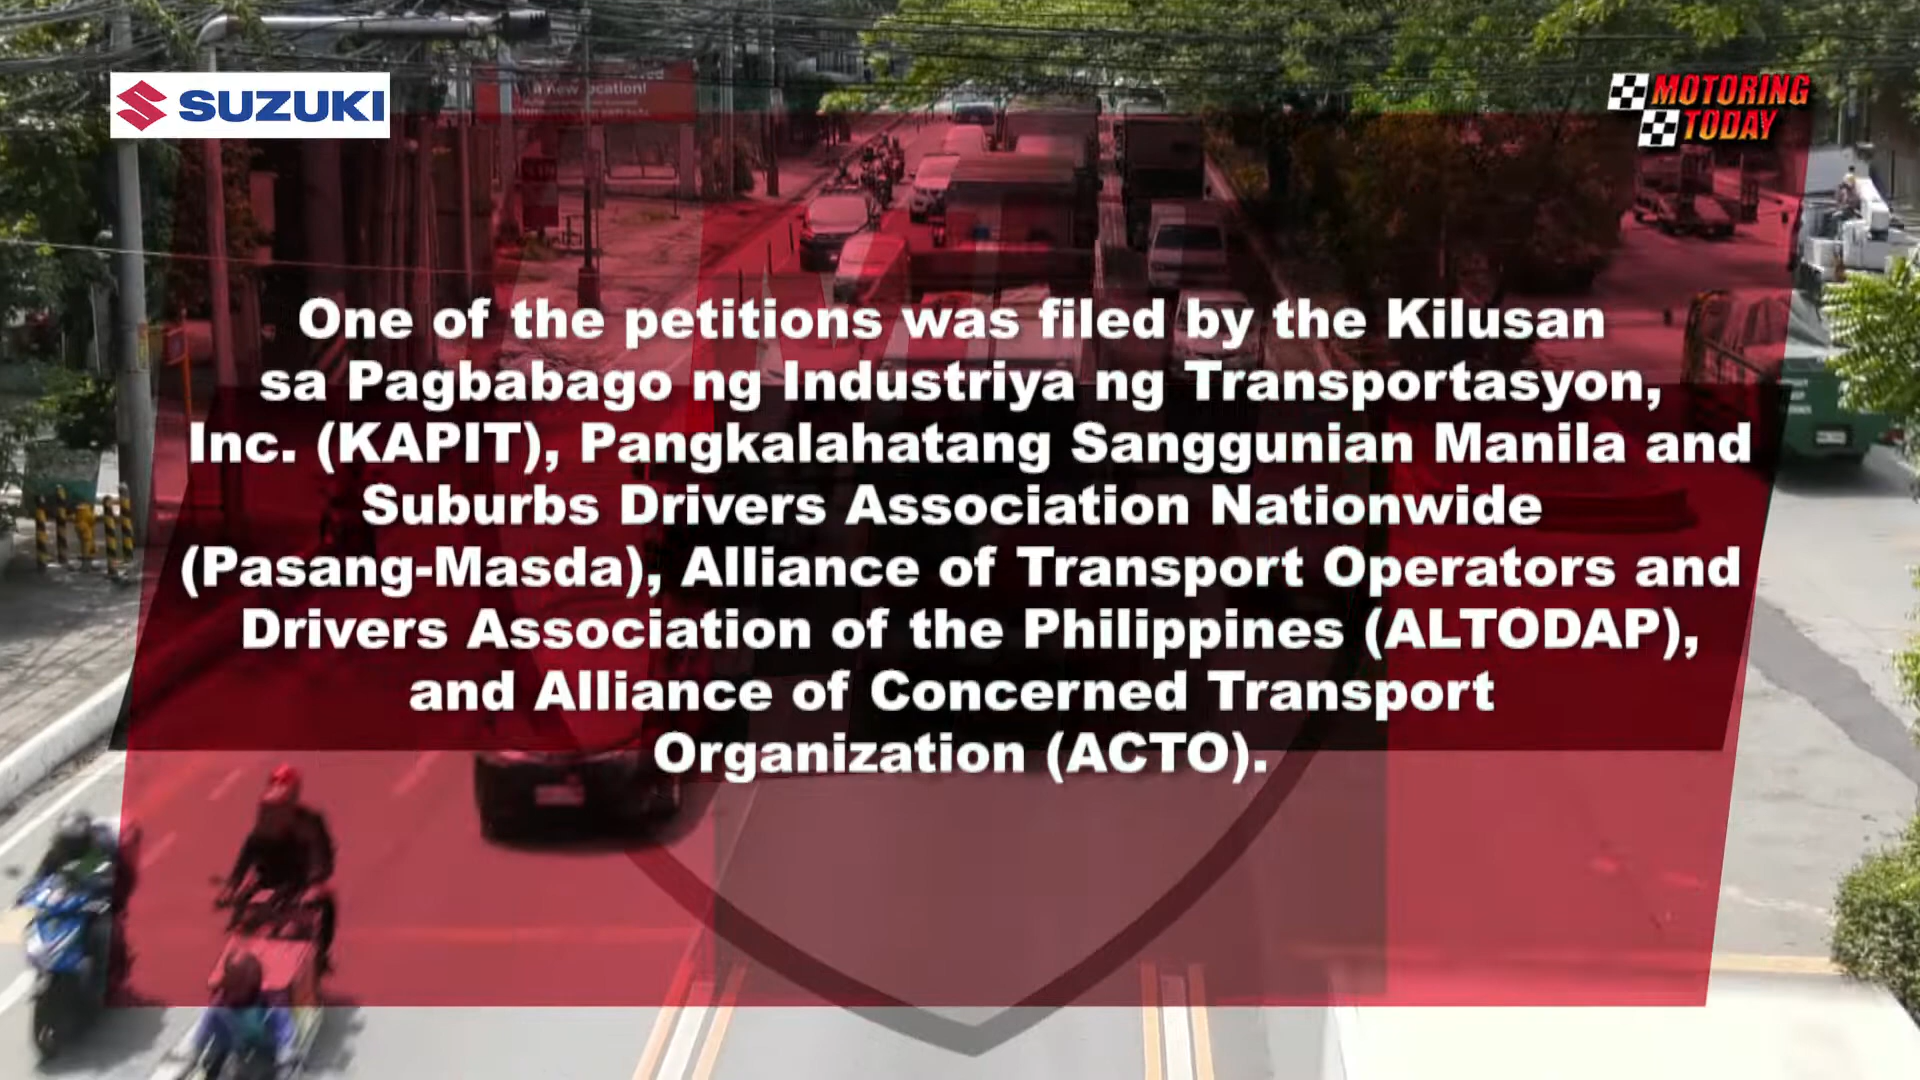 SUZUKI
MOTORING
TODAY
a new location!
One of the petitions was filed by the Kilusan
sa Pagbabago ng Industriya ng Transportasyon,
Inc. (KAPIT), Pangkalahatang Sanggunian Manila and
Suburbs Drivers Association Nationwide
(Pasang-Masda), Alliance of Transport Operators and
Drivers Association of the Philippines (ALTODAP),
and Alliance of Concerned Transport
Organization (ACTO).